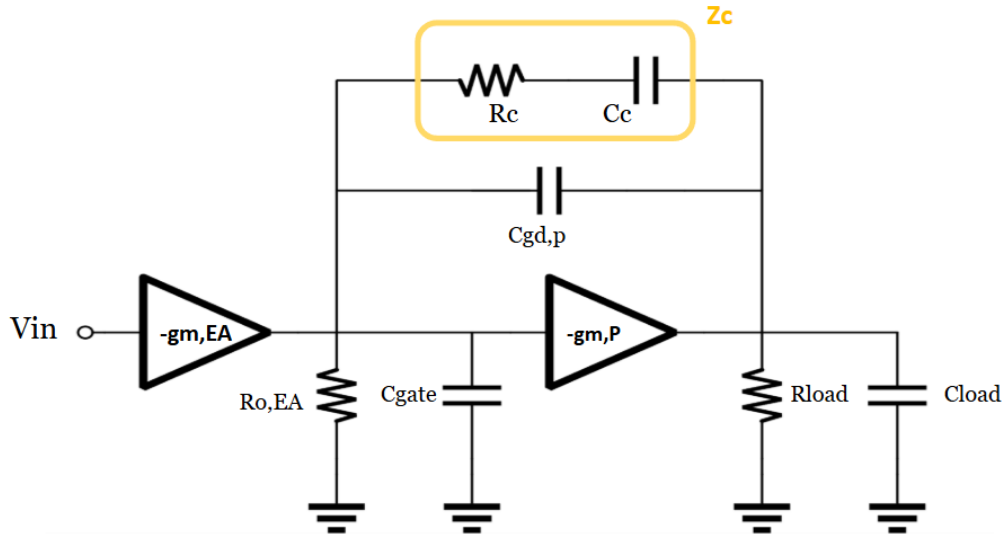 Zc
Rc
Cc
Cgd,p
Vin
-gm,EA
-gm,P
Ro,EA
Cgate
Rload
Cload